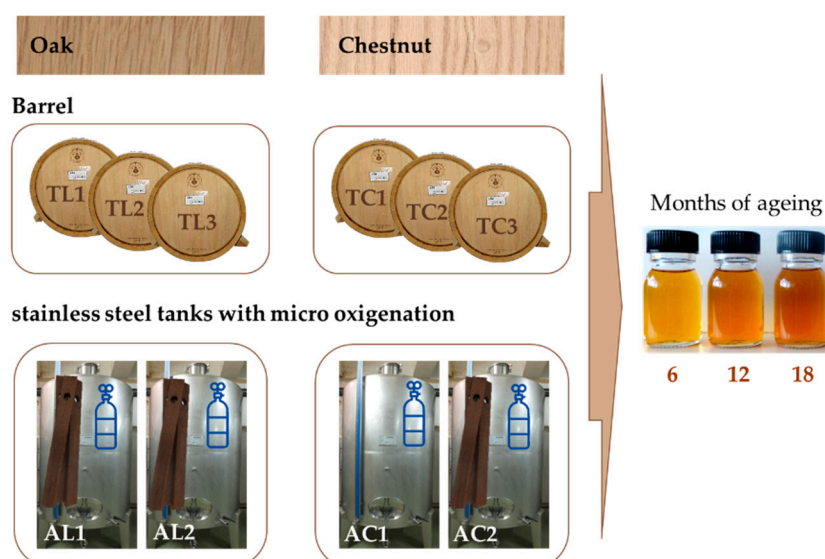 Oak
Chestnut
Barrel
TL1
TL2
TL3
TC1
TC2
TC3
stainless steel tanks with micro oxigenation
AL1
AL2
AC1
AC2
Months of ageing
6
12
18